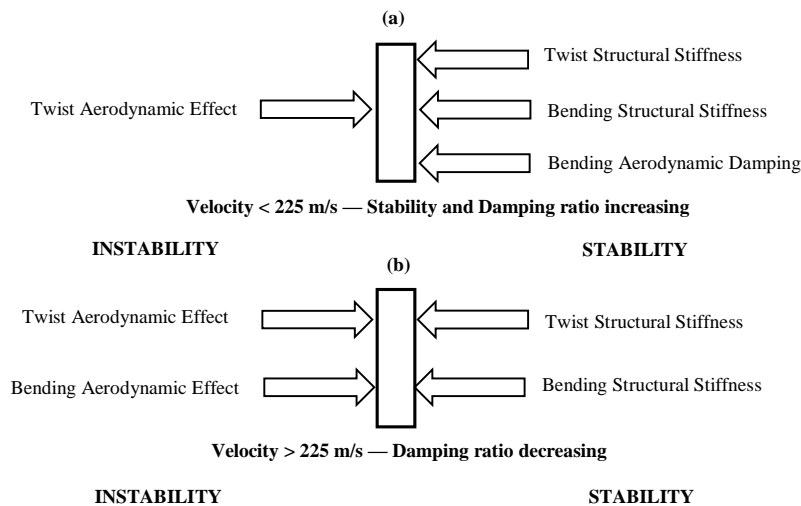 (a)
Twist Structural Stiffness
Twist Aerodynamic Effect
Bending Structural Stiffness
Bending Aerodynamic Damping
Velocity < 225 m/s — Stability and Damping ratio increasing
INSTABILITY
STABILITY
(b)
Twist Aerodynamic Effect
Twist Structural Stiffness
Bending Aerodynamic Effect
Bending Structural Stiffness
Velocity > 225 m/s — Damping ratio decreasing
INSTABILITY
STABILITY